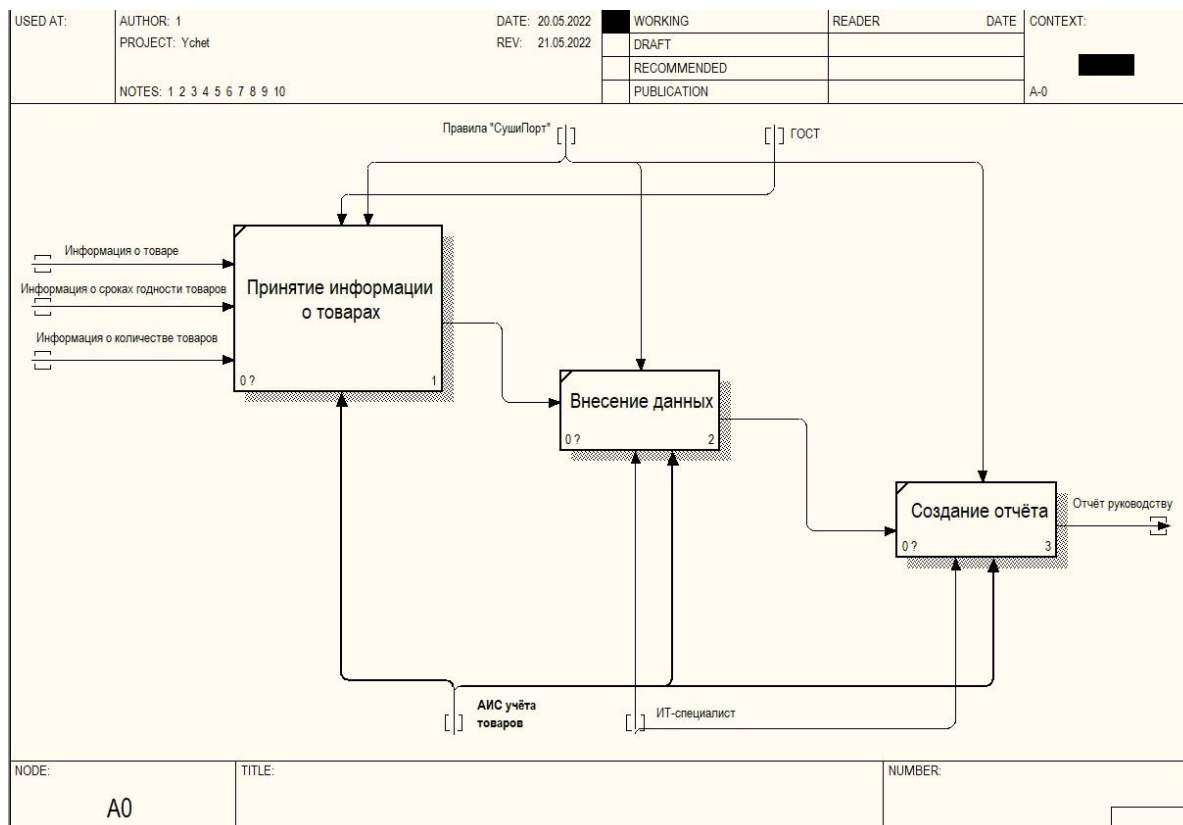 USED AT:
AUTHOR: 1
DATE: 20.05.2022
WORKING
READER
DATE
CONTEXT:
PROJECT: Ychet
REV: 21.05.2022
DRAFT
RECOMMENDED
NOTES: 1 2 3 4 5 6 7 8 9 10
PUBLICATION
A-0
Правила "СушиПорт"
ГОСТ
Информация о товаре
Информация о сроках годности товаров
Информация о количестве товаров
Принятие информации
о товарах
0 ?
1
Внесение данных
0 ?
2
Создание отчёта
0 ?
3
Отчёт руководству
АИС учёта
товаров
ИТ-специалист
NODE:
TITLE:
NUMBER:
A0